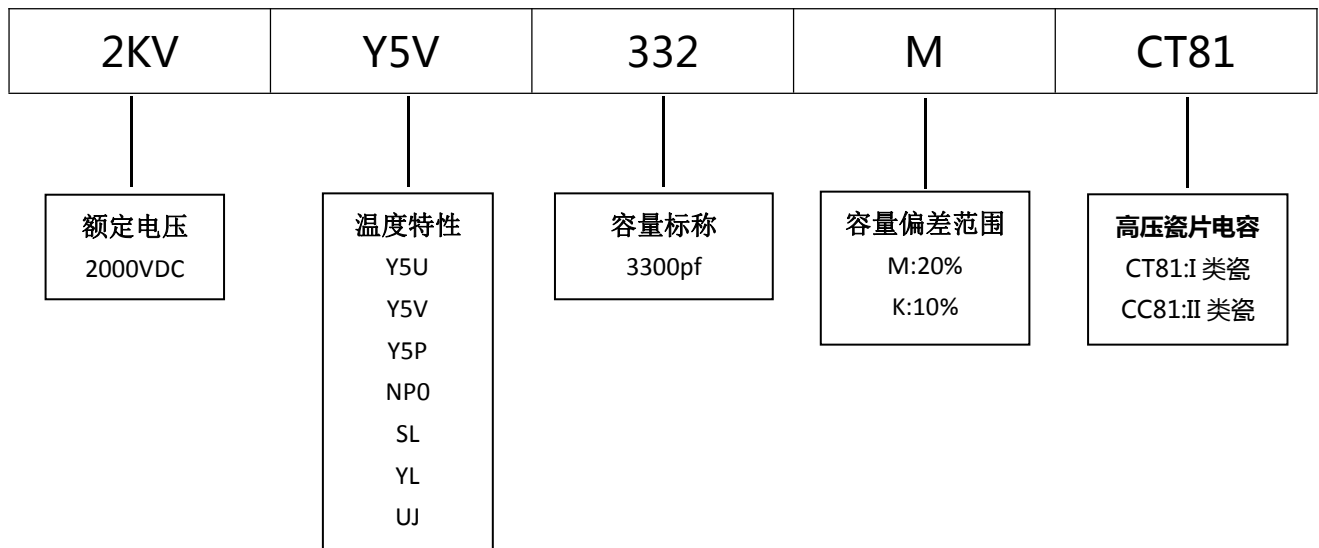 2KV Y5V 332 M CT81
额定电压
2000VDC
温度特性
Y5U
Y5V
Y5P
NP0
SL
YL
UJ
容量标称
3300pf
容量偏差范围
M:20%
K:10%
高压瓷片电容
CT81:I 类瓷
CC81:II 类瓷